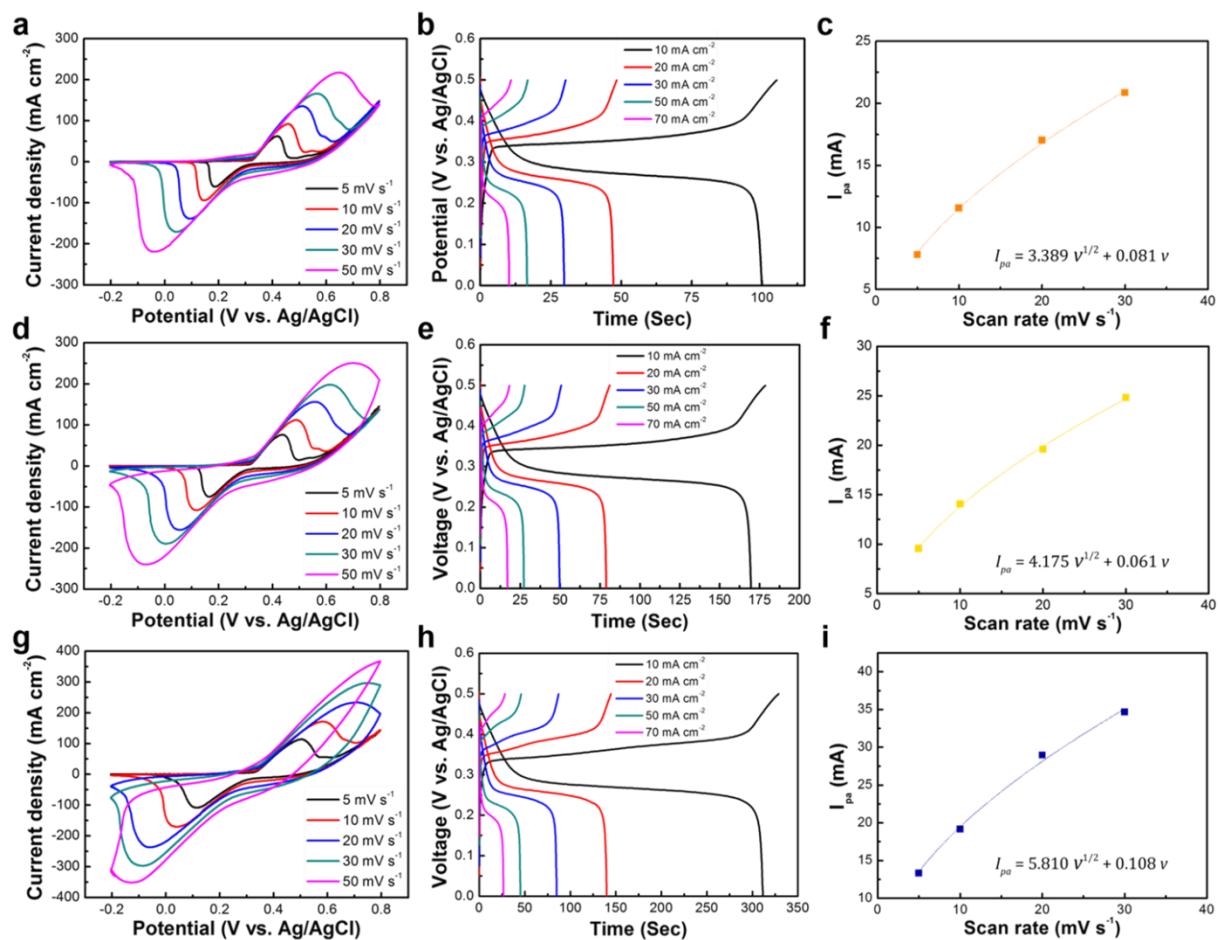 a
300
200
100
0
-100
-200
-300
-0.2 0.0 0.2 0.4 0.6 0.8
Current density (mA cm⁻²)
Potential (V vs. Ag/AgCl)
5 mV s⁻¹
10 mV s⁻¹
20 mV s⁻¹
30 mV s⁻¹
50 mV s⁻¹
b
0.6
0.5
0.4
0.3
0.2
0.1
0.0
0 25 50 75 100
Potential (V vs. Ag/AgCl)
Time (Sec)
10 mA cm⁻²
20 mA cm⁻²
30 mA cm⁻²
50 mA cm⁻²
70 mA cm⁻²
c
25
20
15
10
5
0 10 20 30 40
I_pa (mA)
Scan rate (mV s⁻¹)
I_pa = 3.389 V^1/2 + 0.081 v
d
300
200
100
0
-100
-200
-300
-0.2 0.0 0.2 0.4 0.6 0.8
Current density (mA cm⁻²)
Potential (V vs. Ag/AgCl)
5 mV s⁻¹
10 mV s⁻¹
20 mV s⁻¹
30 mV s⁻¹
50 mV s⁻¹
e
0.6
0.5
0.4
0.3
0.2
0.1
0.0
0 25 50 75 100 125 150 175 200
Voltage (V vs. Ag/AgCl)
Time (Sec)
10 mA cm⁻²
20 mA cm⁻²
30 mA cm⁻²
50 mA cm⁻²
70 mA cm⁻²
f
30
25
20
15
10
5
0 10 20 30 40
I_pa (mA)
Scan rate (mV s⁻¹)
I_pa = 4.175 V^1/2 + 0.061 v
g
400
300
200
100
0
-100
-200
-300
-400
-0.2 0.0 0.2 0.4 0.6 0.8
Current density (mA cm⁻²)
Potential (V vs. Ag/AgCl)
5 mV s⁻¹
10 mV s⁻¹
20 mV s⁻¹
30 mV s⁻¹
50 mV s⁻¹
h
0.6
0.5
0.4
0.3
0.2
0.1
0.0
0 50 100 150 200 250 300 350
Voltage (V vs. Ag/AgCl)
Time (Sec)
10 mA cm⁻²
20 mA cm⁻²
30 mA cm⁻²
50 mA cm⁻²
70 mA cm⁻²
i
40
35
30
25
20
15
10
0 10 20 30 40
I_pa (mA)
Scan rate (mV s⁻¹)
I_pa = 5.810 V^1/2 + 0.108 v